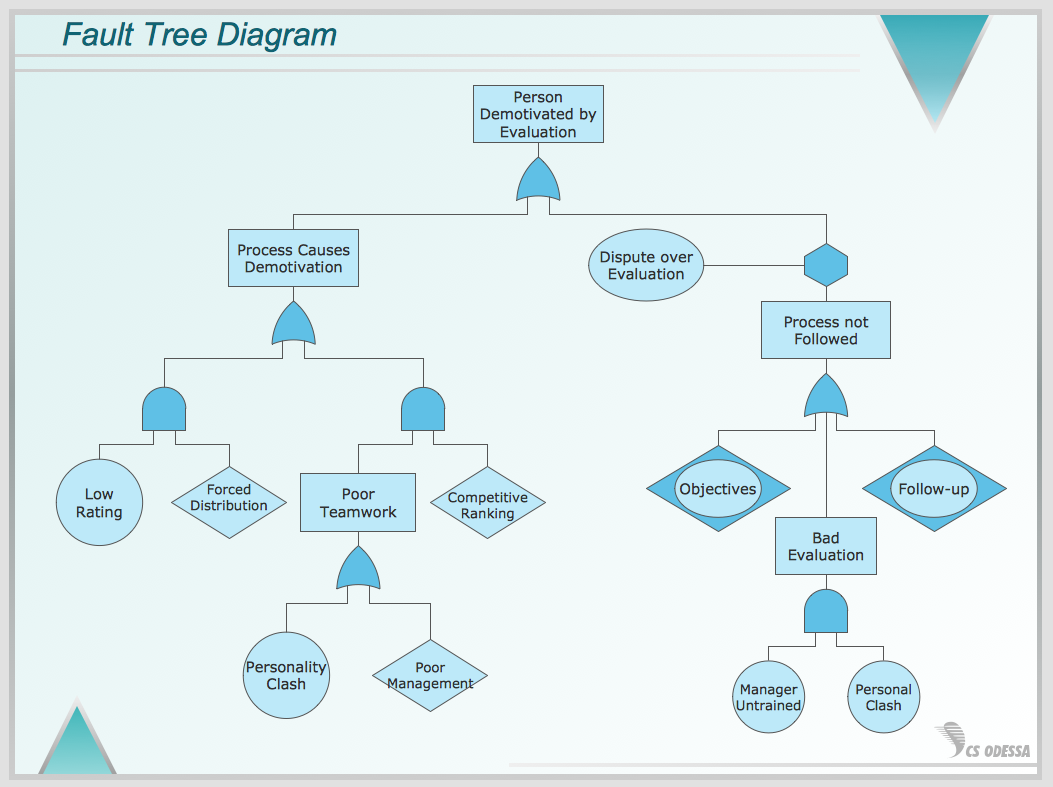 Fault Tree Diagram
Person
Demotivated by
Evaluation
Process Causes
Demotivation
Dispute over
Evaluation
Process not
Followed
Low
Rating
Forced
Distribution
Poor
Teamwork
Competitive
Ranking
Objectives
Follow-up
Bad
Evaluation
Personality
Clash
Poor
Management
Manager
Untrained
Personal
Clash
CS ODESSA